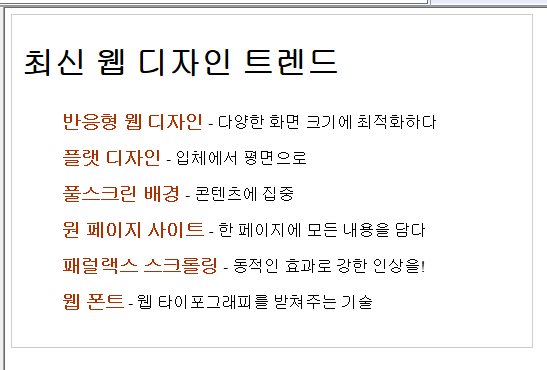 최신 웹 디자인 트렌드
반응형 웹 디자인 - 다양한 화면 크기에 최적화하다
플랫 디자인 - 입체에서 평면으로
풀스크린 배경 - 콘텐츠에 집중
원 페이지 사이트 - 한 페이지에 모든 내용을 담다
패럴랙스 스크롤링 - 동적인 효과로 강한 인상을!
웹 폰트 - 웹 타이포그래피를 받쳐주는 기술